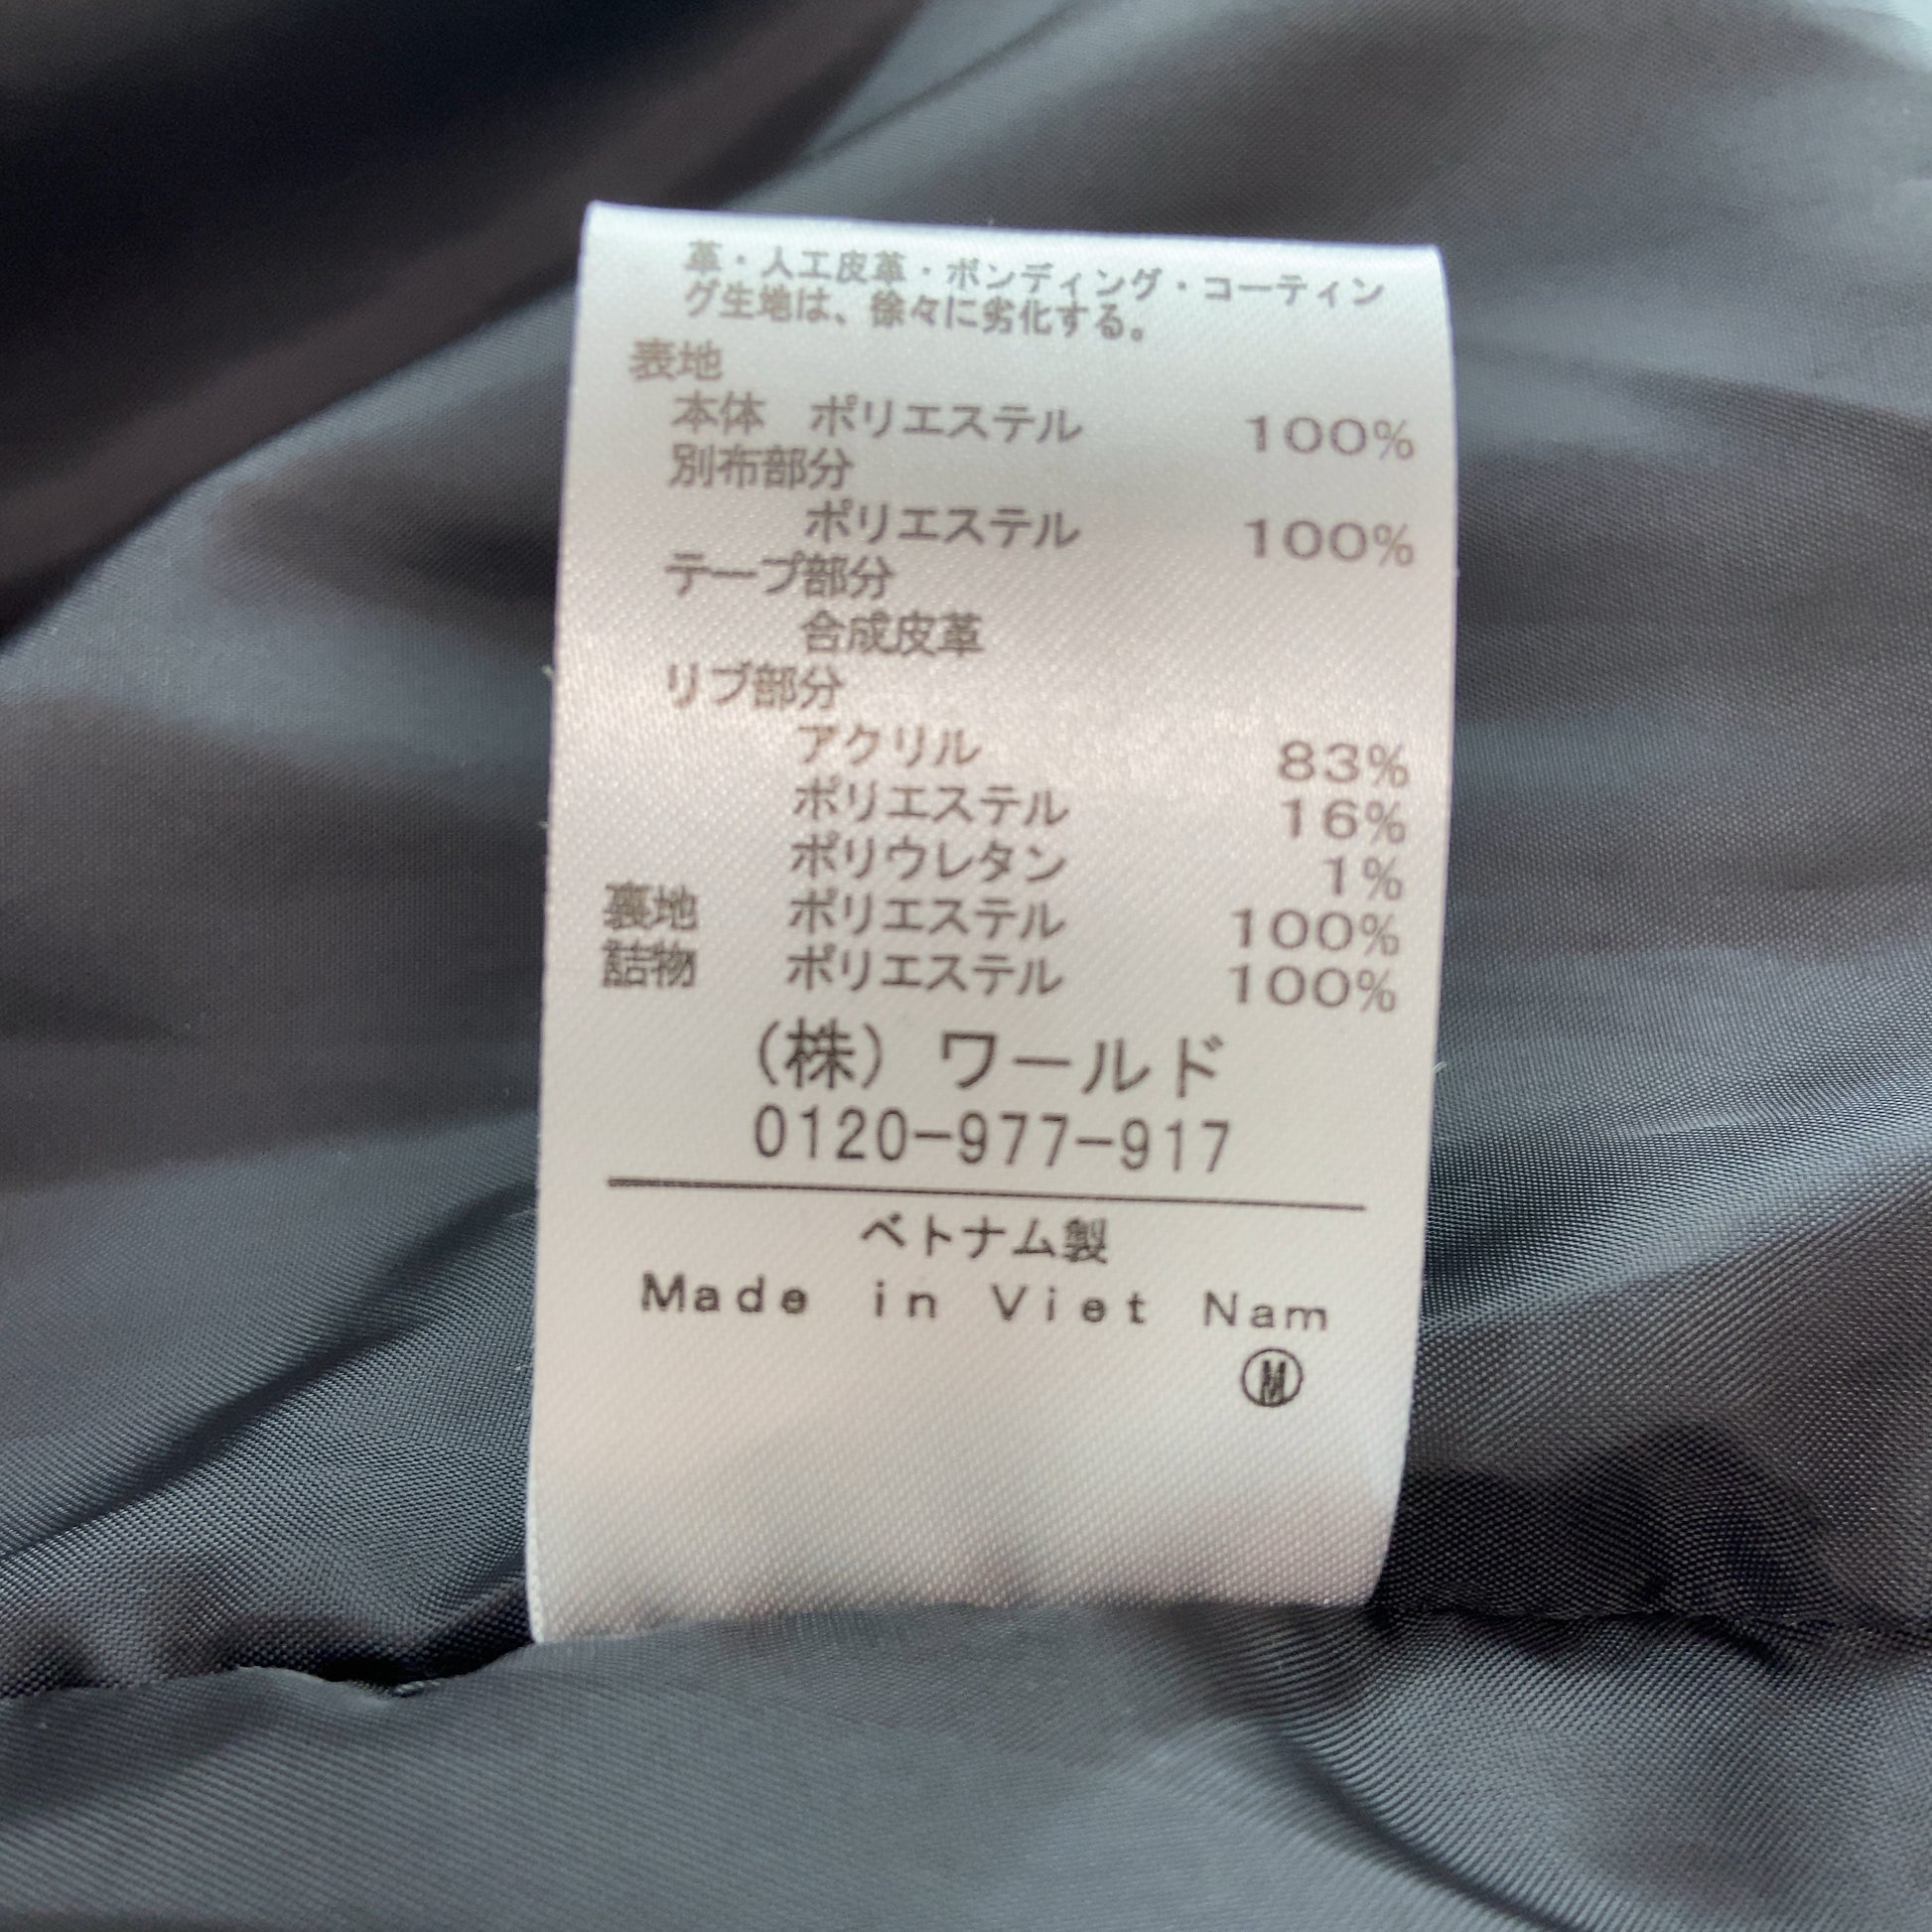 革・人工皮革・ボンディング・コーティン
グ生地は、徐々に劣化する。
表地
本体　ポリエステル　100%
別布部分
ポリエステル　100%
テープ部分
合成皮革
リブ部分
アクリル　83%
ポリエステル　16%
ポリウレタン　1%
裏地　ポリエステル　100%
詰物　ポリエステル　100%
(株) ワールド
0120-977-917
ベトナム製
Made in Viet Nam
Ⓜ